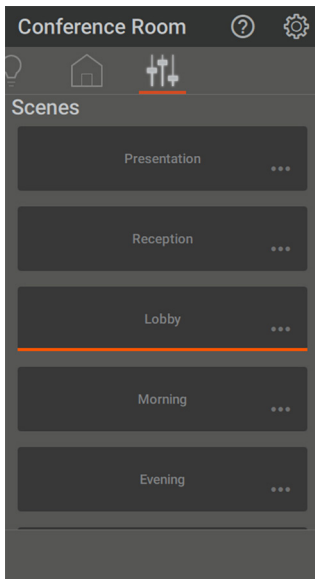 Conference Room
Scenes
Presentation
Reception
Lobby
Morning
Evening